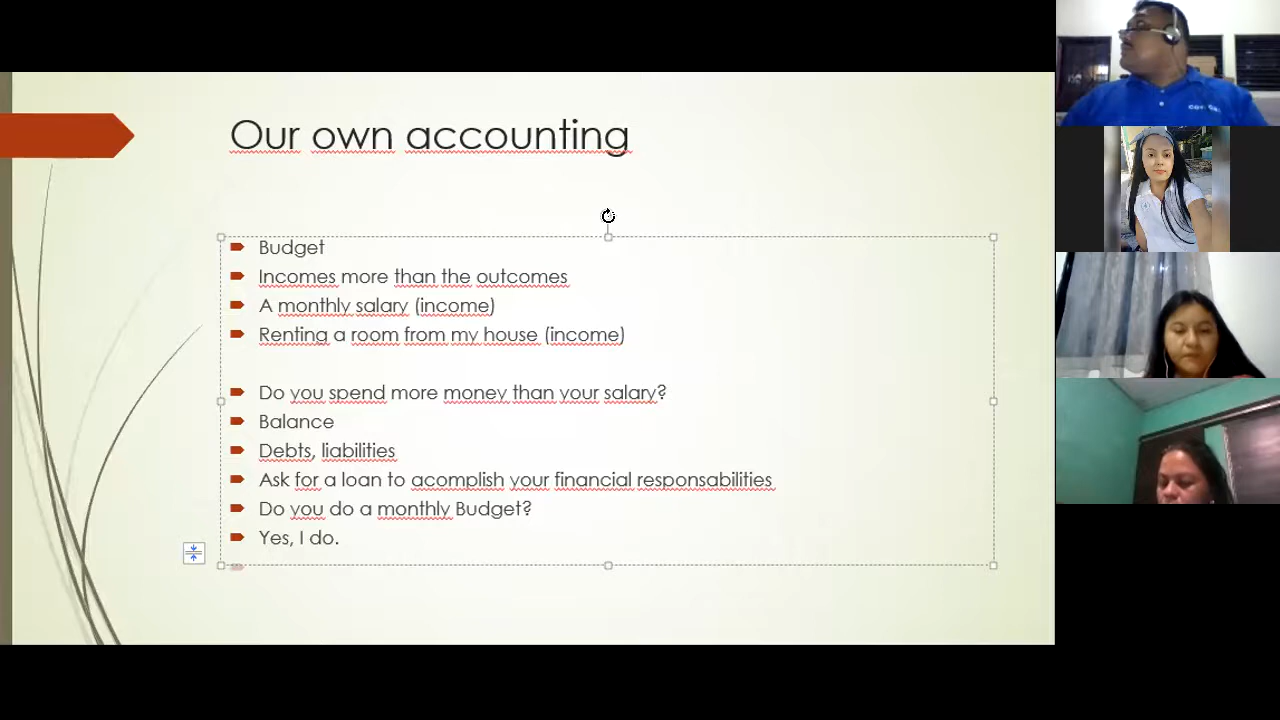 Our own accounting
Budget
Incomes more than the outcomes
A monthly salary (income)
Renting a room from my house (income)
Do you spend more money than your salary?
Balance
Debts, liabilities
Ask for a loan to acomplish your financial responsabilities
Do you do a monthly Budget?
Yes, I do.